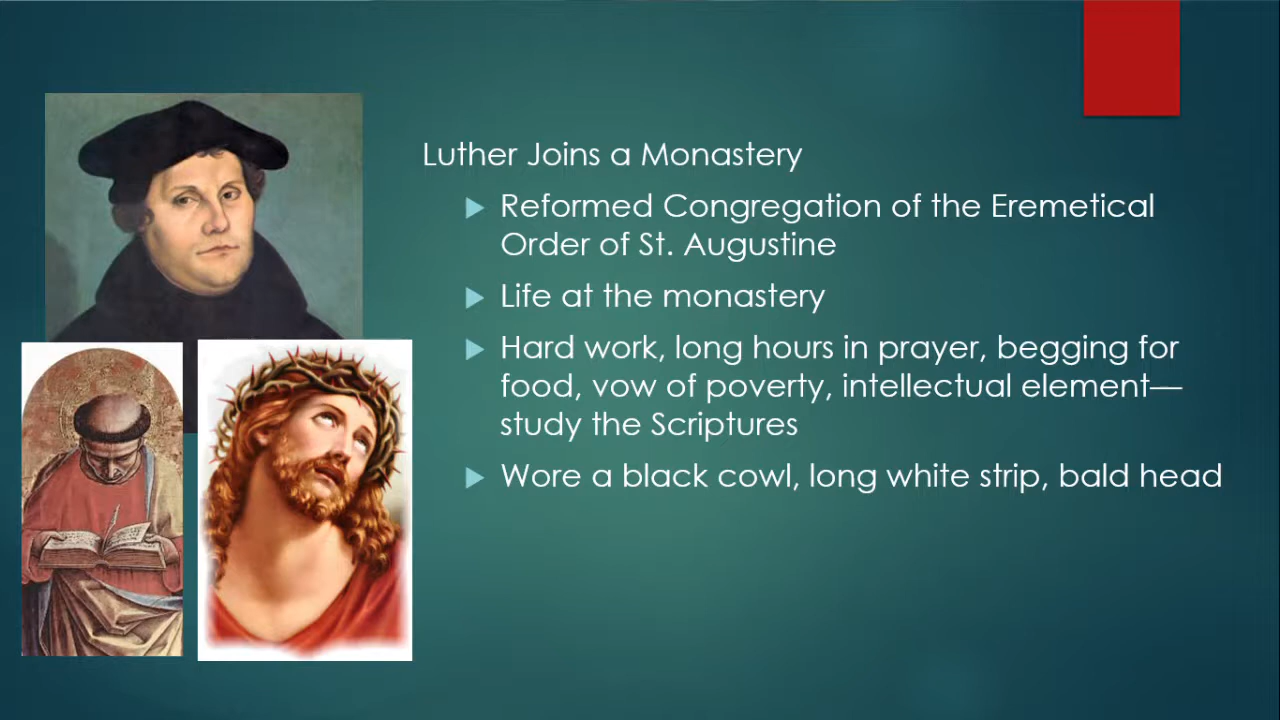 Luther Joins a Monastery
Reformed Congregation of the Eremetical
Order of St. Augustine
Life at the monastery
Hard work, long hours in prayer, begging for
food, vow of poverty, intellectual element—
study the Scriptures
Wore a black cowl, long white strip, bald head